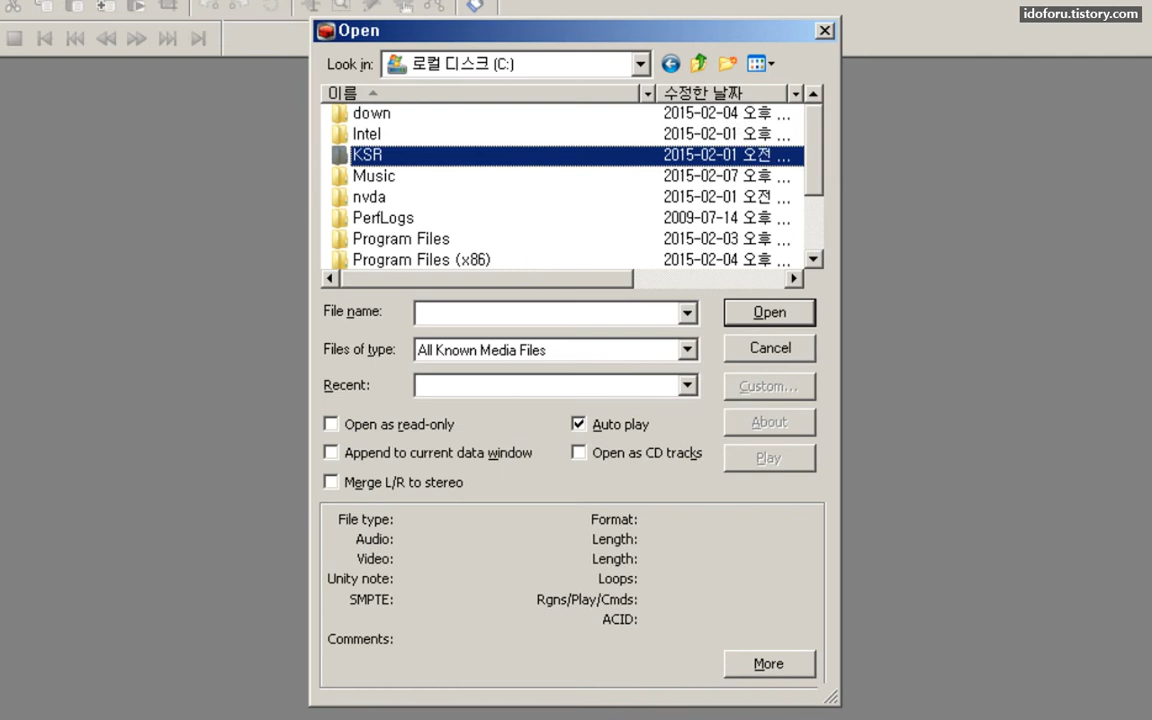 idoforu.tistory.com
Open
Look in:
로컬 디스크 (C:)
이름
수정한 날짜
down
2015-02-04 오후 ...
Intel
2015-02-01 오후 ...
KSR
2015-02-01 오전 ...
Music
2015-02-07 오후 ...
nvda
2015-02-01 오전 ...
PerfLogs
2009-07-14 오후 ...
Program Files
2015-02-03 오후 ...
Program Files (x86)
2015-02-04 오후 ...
File name:
Open
Files of type:
All Known Media Files
Cancel
Recent:
Custom...
Open as read-only
Auto play
About
Append to current data window
Open as CD tracks
Play
Merge L/R to stereo
File type:
Format:
Audio:
Length:
Video:
Length:
Unity note:
Loops:
SMPTE:
Rgns/Play/Cmds:
ACID:
Comments:
More